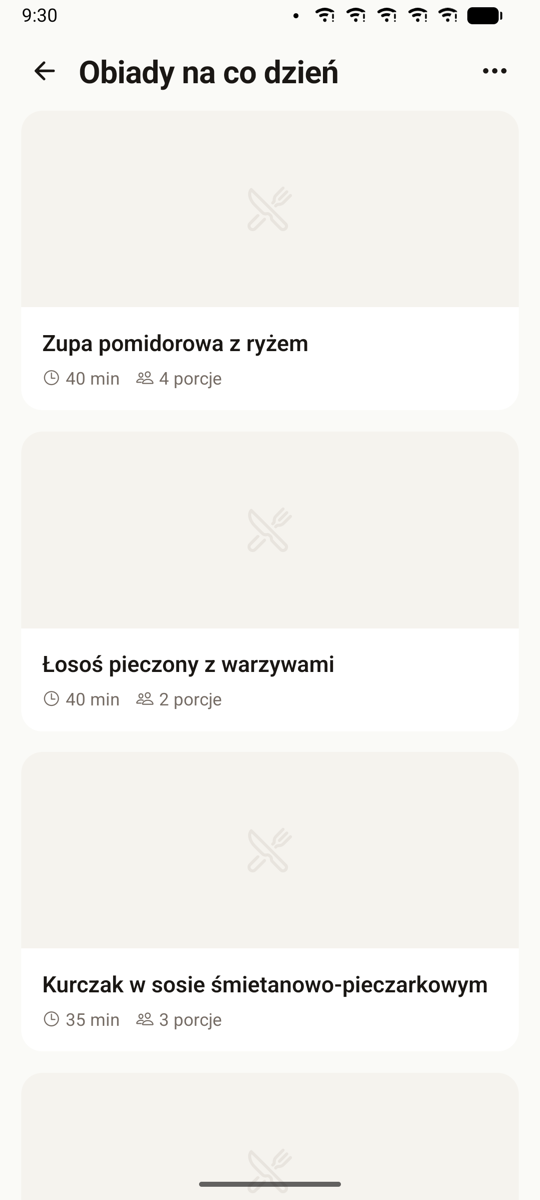 9:30
Obiady na co dzień
Zupa pomidorowa z ryżem
40 min 4 porcje
Łosoś pieczony z warzywami
40 min 2 porcje
Kurczak w sosie śmietanowo-pieczarkowym
35 min 3 porcje